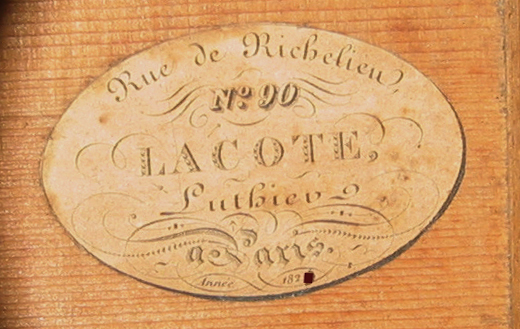 Rue de Richelieu,
No. 90
LACOTE,
Luthier
à Paris.
Année 182